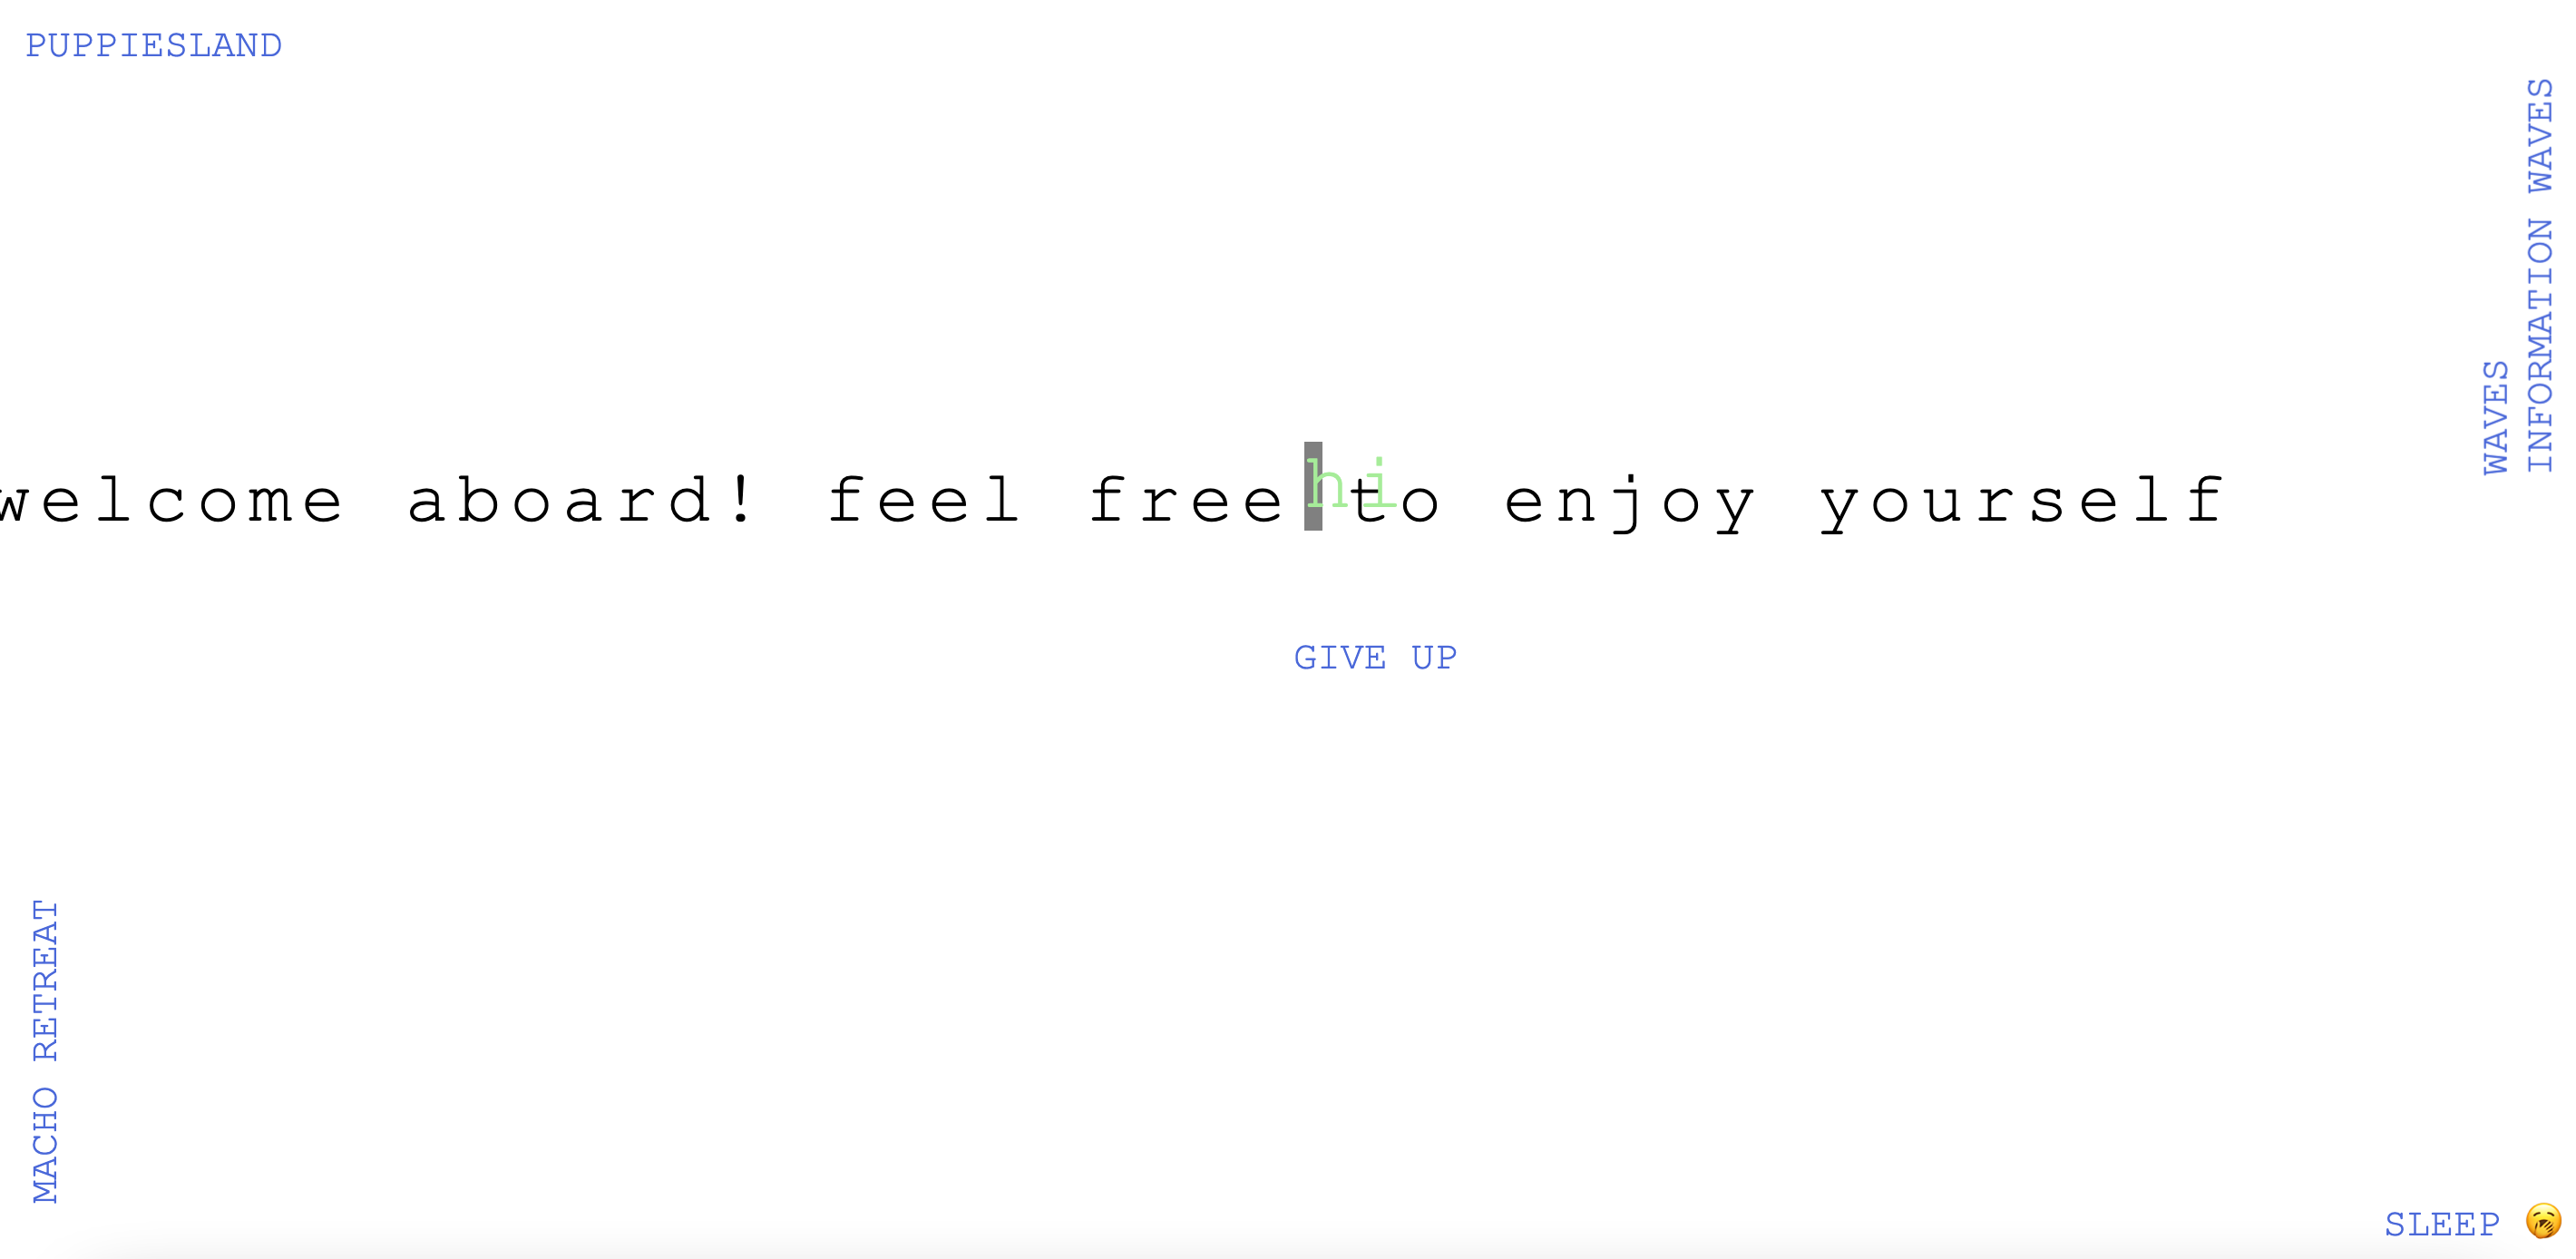 PUPPIESLAND
INFORMATION WAVES
WAVES
welcome aboard! feel free to enjoy yourself
hi
GIVE UP
MACHO RETREAT
SLEEP 🥱